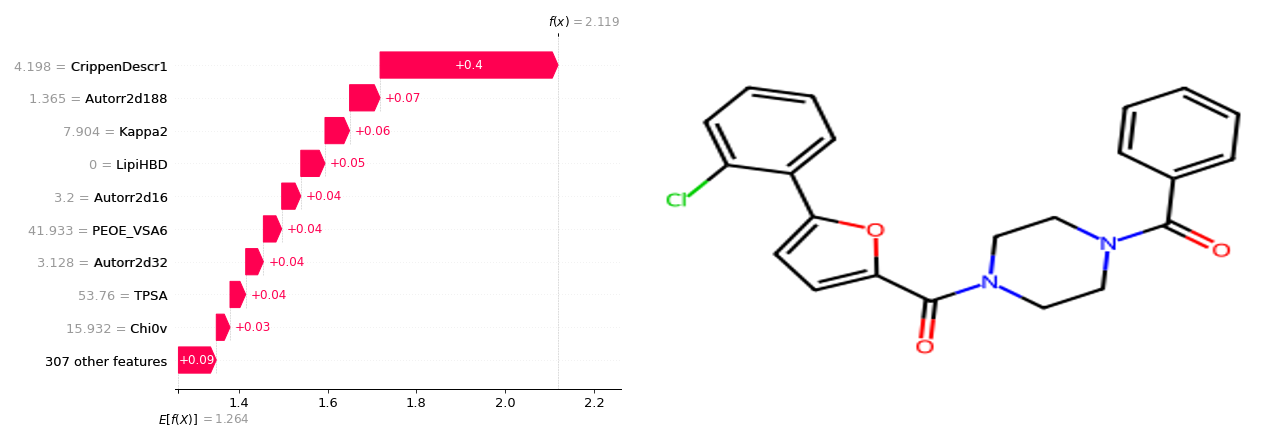 f(x) = 2.119
4.198 = CrippenDescr1
+0.4
1.365 = Autorr2d188
+0.07
7.904 = Kappa2
+0.06
0 = LipiHBD
+0.05
3.2 = Autorr2d16
+0.04
41.933 = PEOE_VSA6
+0.04
3.128 = Autorr2d32
+0.04
53.76 = TPSA
+0.04
15.932 = Chi0v
+0.03
307 other features
+0.09
1.4 1.6 1.8 2.0 2.2
E[f(X)] = 1.264
Cl
O
N
O
N
O